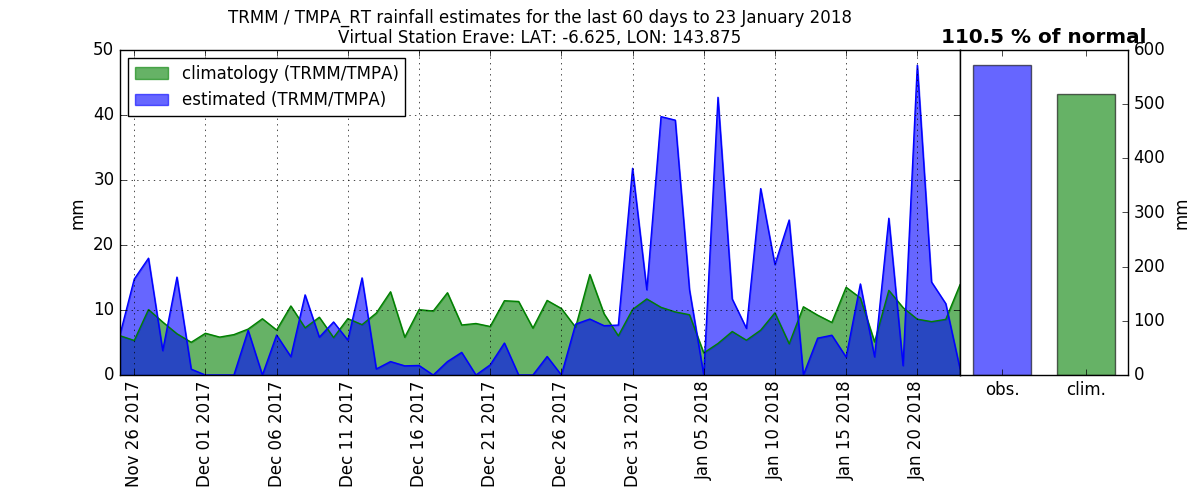 TRMM / TMPA_RT rainfall estimates for the last 60 days to 23 January 2018
Virtual Station Erave: LAT: -6.625, LON: 143.875
110.5 % of normal
climatology (TRMM/TMPA)
estimated (TRMM/TMPA)
50
40
30
20
10
0
mm
Nov 26 2017
Dec 01 2017
Dec 06 2017
Dec 11 2017
Dec 16 2017
Dec 21 2017
Dec 26 2017
Dec 31 2017
Jan 05 2018
Jan 10 2018
Jan 15 2018
Jan 20 2018
obs.
clim.
600
500
400
300
200
100
0
mm